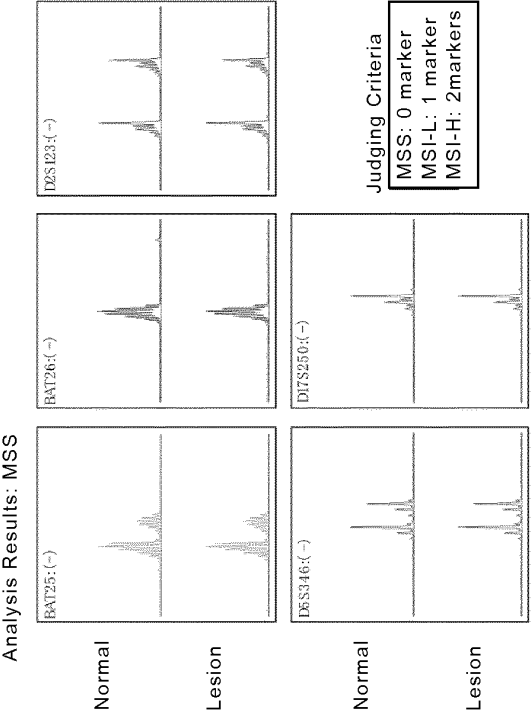 Analysis Results: MSS
BAT25:(-)
BAT26:(-)
D2S123:(-)
Normal
Lesion
D5S346:(-)
D17S250:(-)
Normal
Lesion
Judging Criteria
MSS: 0 marker
MSI-L: 1 marker
MSI-H: 2markers